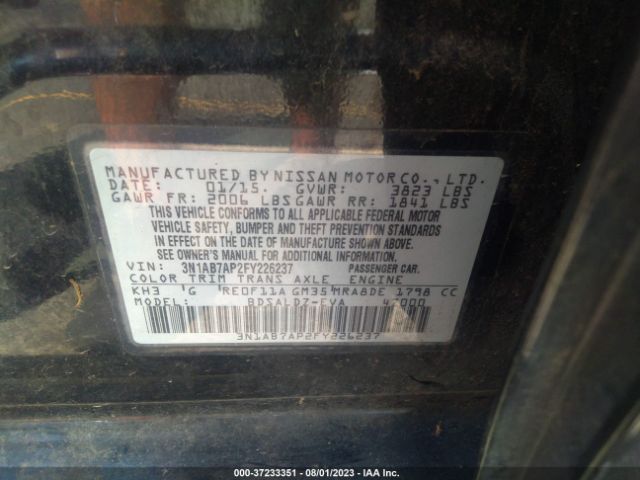 MANUFACTURED BY NISSAN MOTOR CO., LTD.
DATE: 01/15 GVWR: 3823 LBS
GAWR FR: 2006 LBS GAWR RR: 1841 LBS
THIS VEHICLE CONFORMS TO ALL APPLICABLE FEDERAL MOTOR
VEHICLE SAFETY, BUMPER AND THEFT PREVENTION STANDARDS
IN EFFECT ON THE DATE OF MANUFACTURE SHOWN ABOVE.
SEE OWNER'S MANUAL FOR ADDITIONAL INFORMATION.
VIN: 3N1AB7AP2FY226237 PASSENGER CAR.
COLOR TRIM TRANS AXLE ENGINE
KH3 G RE0F11A GM35 MRA8DE 1798 CC
MODEL: BDSALDZ-EVA 42000
3N1AB7AP2FY226237
000-37233351 - 08/01/2023 - IAA Inc.